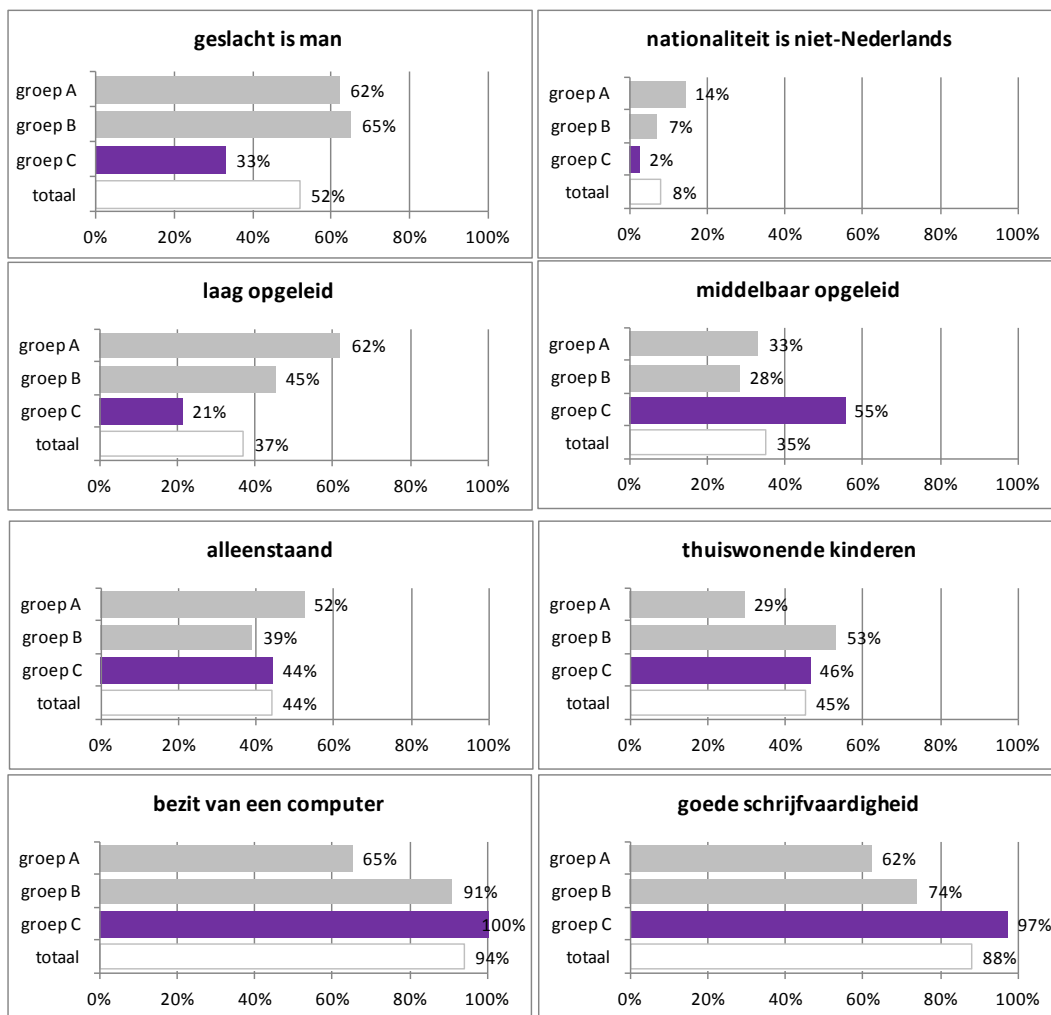 geslacht is man
groep A 62%
groep B 65%
groep C 33%
totaal 52%
0% 20% 40% 60% 80% 100%
nationaliteit is niet-Nederlands
groep A 14%
groep B 7%
groep C 2%
totaal 8%
0% 20% 40% 60% 80% 100%
laag opgeleid
groep A 62%
groep B 45%
groep C 21%
totaal 37%
0% 20% 40% 60% 80% 100%
middelbaar opgeleid
groep A 33%
groep B 28%
groep C 55%
totaal 35%
0% 20% 40% 60% 80% 100%
alleenstaand
groep A 52%
groep B 39%
groep C 44%
totaal 44%
0% 20% 40% 60% 80% 100%
thuiswonende kinderen
groep A 29%
groep B 53%
groep C 46%
totaal 45%
0% 20% 40% 60% 80% 100%
bezit van een computer
groep A 65%
groep B 91%
groep C 100%
totaal 94%
0% 20% 40% 60% 80% 100%
goede schrijfvaardigheid
groep A 62%
groep B 74%
groep C 97%
totaal 88%
0% 20% 40% 60% 80% 100%